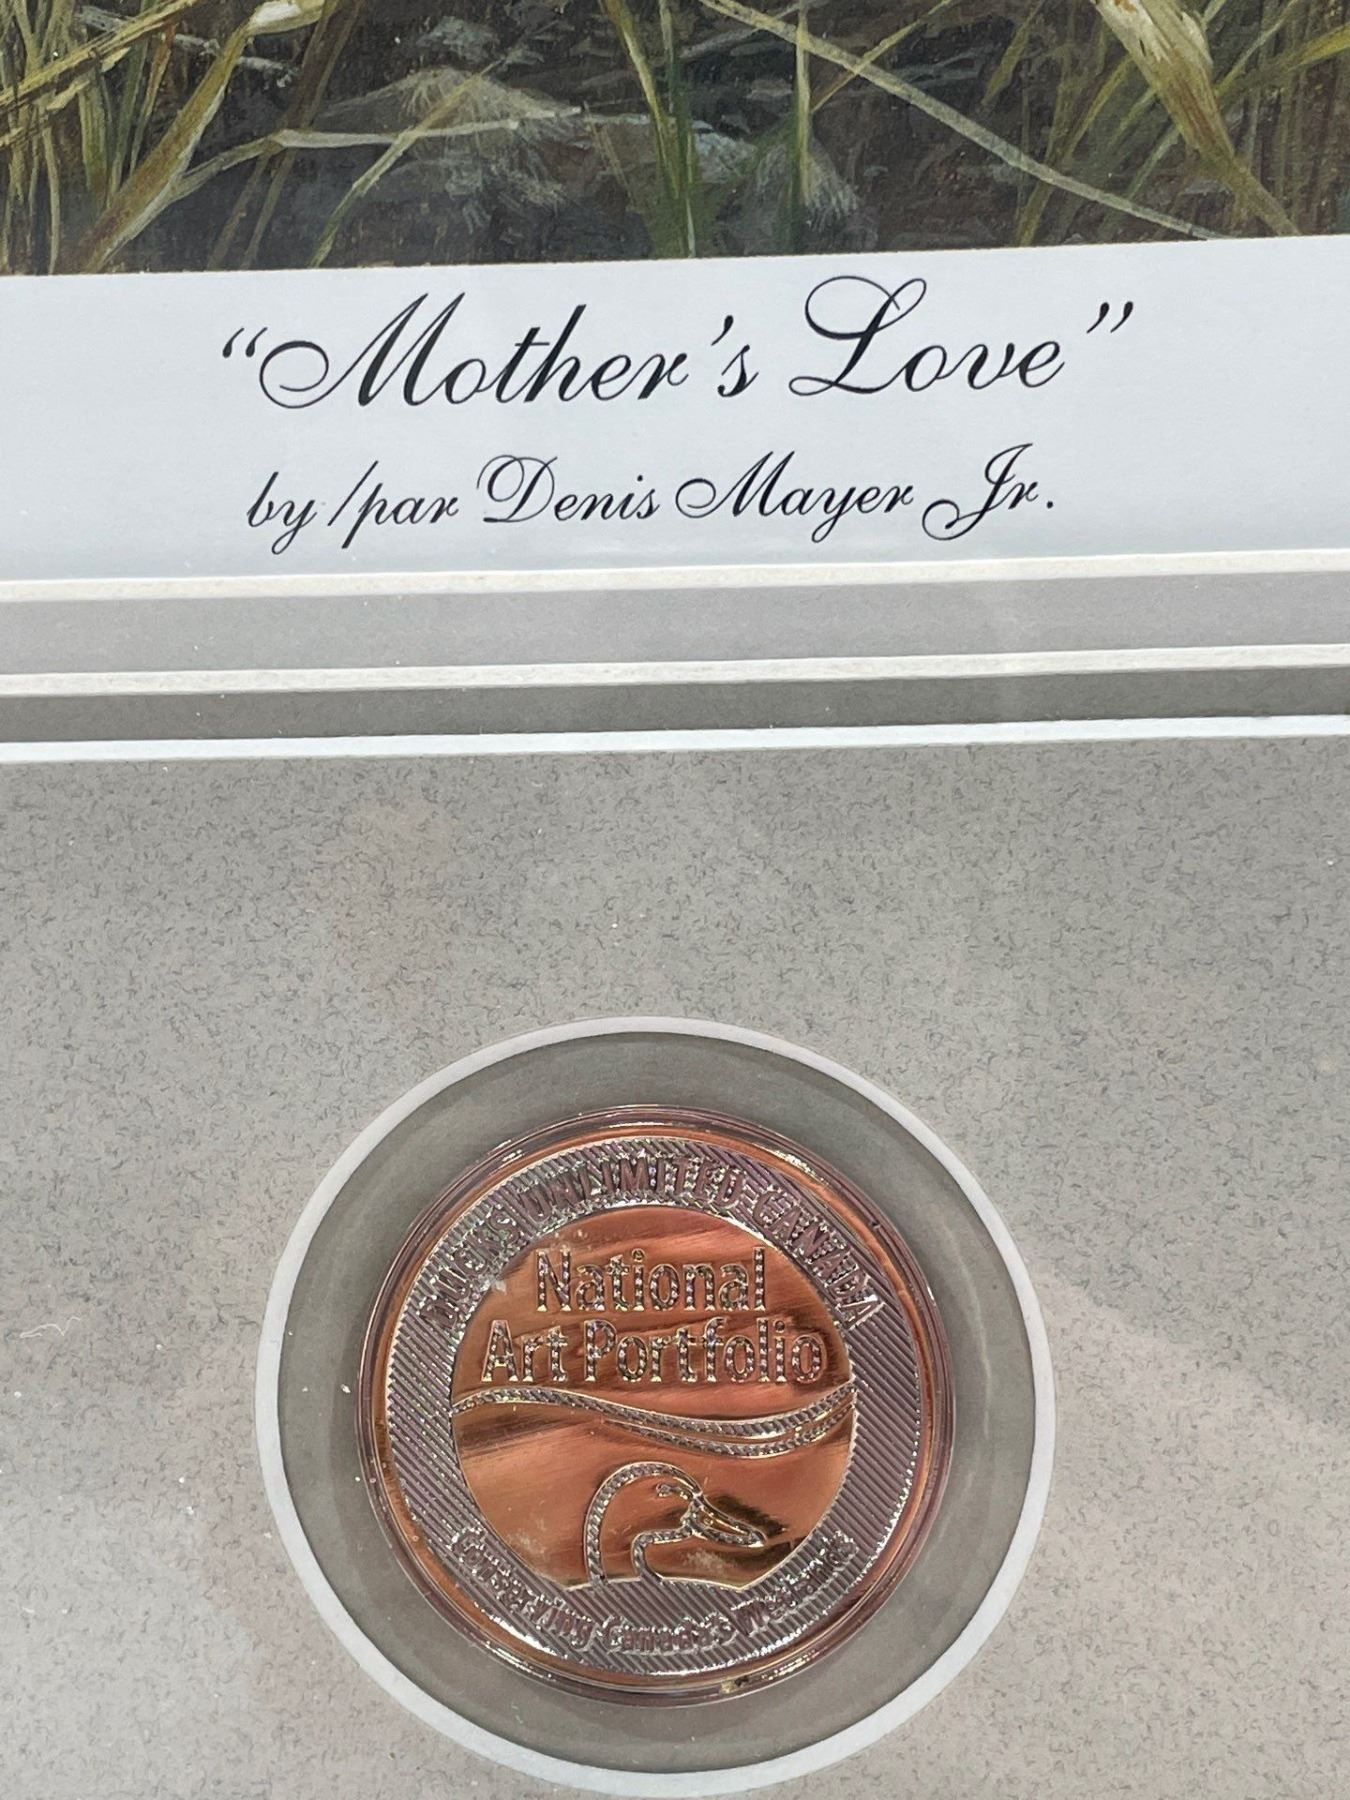 “Mother’s Love”
by/par Denis Mayer Jr.
DUCKS UNLIMITED CANADA
National
Art Portfolio
Conserving Canada's Wetlands